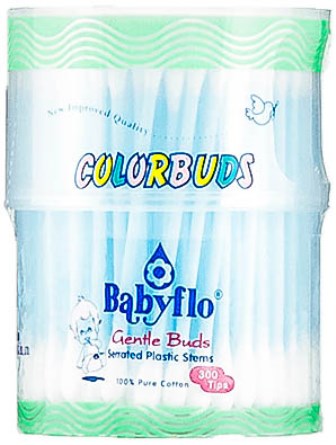 New Improved Quality
COLORBUDS
Babyflo®
Gentle Buds
Serrated Plastic Stems
300 Tips
100% Pure Cotton